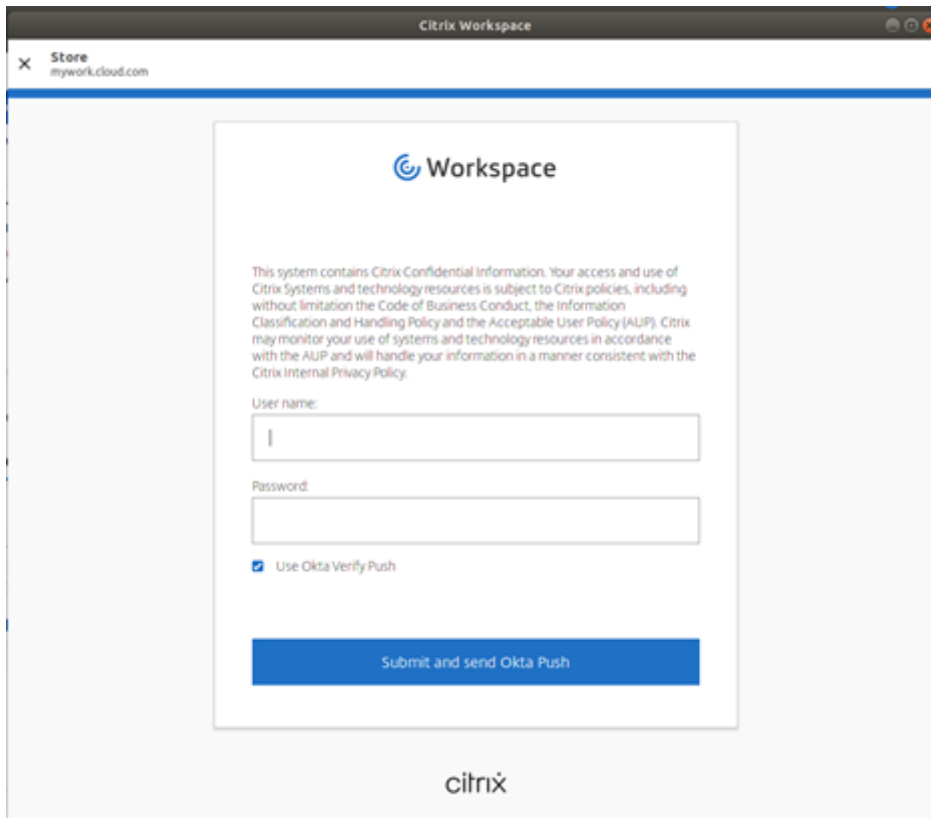 Citrix Workspace
Store
mywork.cloud.com
Workspace
This system contains Citrix Confidential Information. Your access and use of
Citrix Systems and technology resources is subject to Citrix policies, including
without limitation the Code of Business Conduct, the Information
Classification and Handling Policy and the Acceptable User Policy (AUP). Citrix
may monitor your use of systems and technology resources in accordance
with the AUP and will handle your information in a manner consistent with the
Citrix Internal Privacy Policy.
User name:
Password:
Use Okta Verify Push
Submit and send Okta Push
citrix